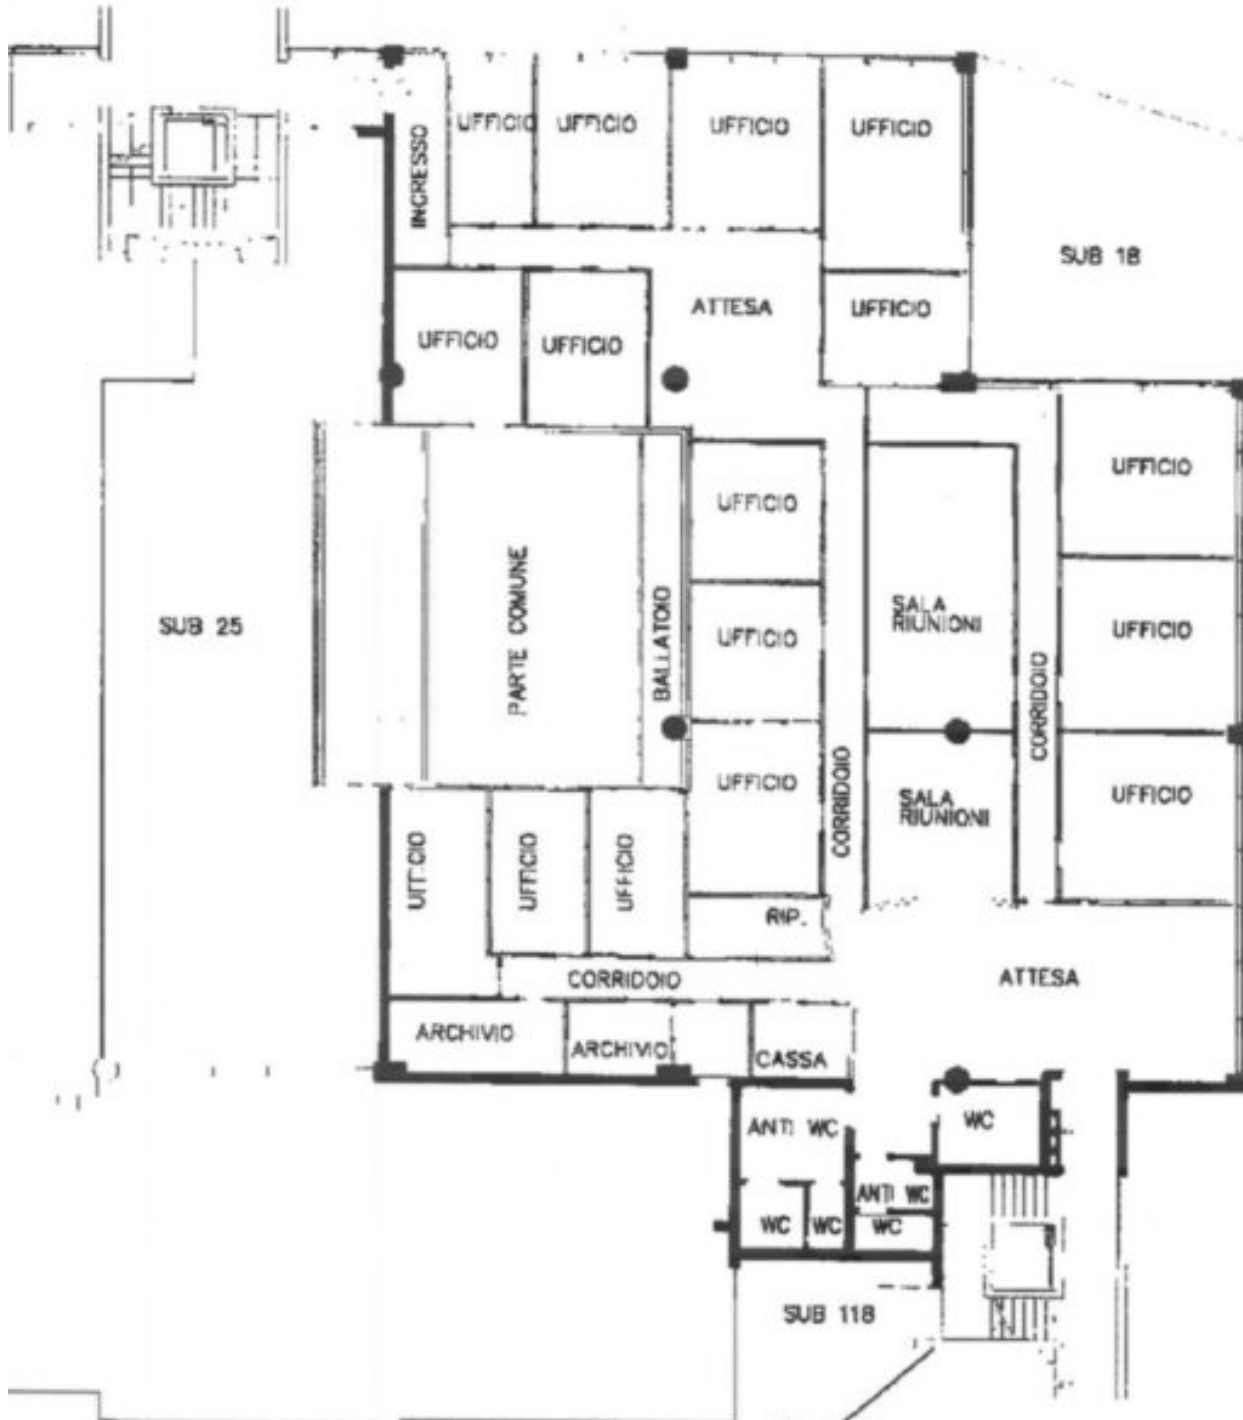 UFFICIO
UFFICIO
UFFICIO
UFFICIO
INGRESSO
SUB 18
ATTESA
UFFICIO
UFFICIO
UFFICIO
UFFICIO
UFFICIO
PARTE COMUNE
BALLATOIO
SALA
RIUNIONI
SUB 25
UFFICIO
UFFICIO
CORRIDOIO
UFFICIO
UFFICIO
CORRIDOIO
SALA
RIUNIONI
UFFICIO
UFFICIO
UFFICIO
UFFICIO
RIP.
CORRIDOIO
ATTESA
ARCHIVIO
ARCHIVIO
CASSA
ANTI WC
WC
ANTI WC
WC
WC
WC
SUB 118